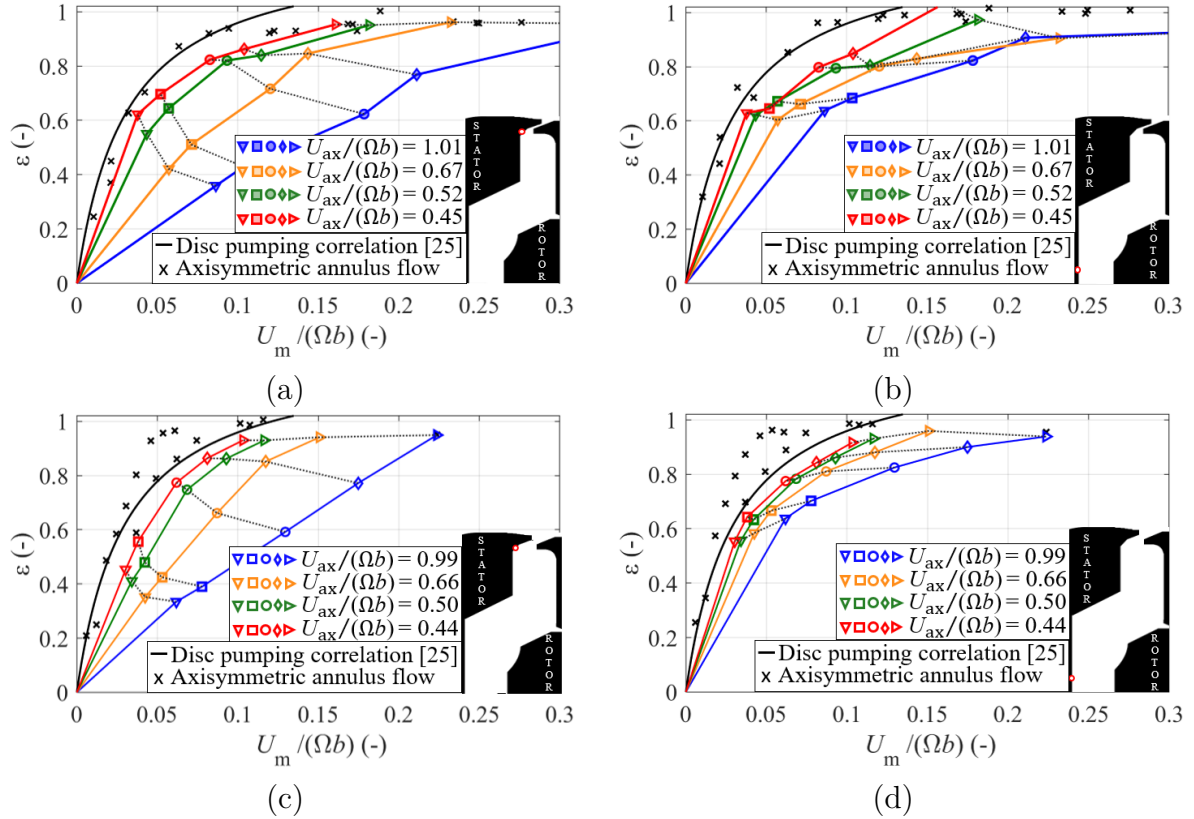 1
0.8
0.6
0.4
0.2
0
ε (-)
0
0.05
0.1
0.15
0.2
0.25
0.3
U_m/(Ωb) (-)
U_ax/(Ωb) = 1.01
U_ax/(Ωb) = 0.67
U_ax/(Ωb) = 0.52
U_ax/(Ωb) = 0.45
Disc pumping correlation [25]
Axisymmetric annulus flow
STATOR
ROTOR
(a)
1
0.8
0.6
0.4
0.2
0
ε (-)
0
0.05
0.1
0.15
0.2
0.25
0.3
U_m/(Ωb) (-)
U_ax/(Ωb) = 1.01
U_ax/(Ωb) = 0.67
U_ax/(Ωb) = 0.52
U_ax/(Ωb) = 0.45
Disc pumping correlation [25]
Axisymmetric annulus flow
STATOR
ROTOR
(b)
1
0.8
0.6
0.4
0.2
0
ε (-)
0
0.05
0.1
0.15
0.2
0.25
0.3
U_m/(Ωb) (-)
U_ax/(Ωb) = 0.99
U_ax/(Ωb) = 0.66
U_ax/(Ωb) = 0.50
U_ax/(Ωb) = 0.44
Disc pumping correlation [25]
Axisymmetric annulus flow
STATOR
ROTOR
(c)
1
0.8
0.6
0.4
0.2
0
ε (-)
0
0.05
0.1
0.15
0.2
0.25
0.3
U_m/(Ωb) (-)
U_ax/(Ωb) = 0.99
U_ax/(Ωb) = 0.66
U_ax/(Ωb) = 0.50
U_ax/(Ωb) = 0.44
Disc pumping correlation [25]
Axisymmetric annulus flow
STATOR
ROTOR
(d)